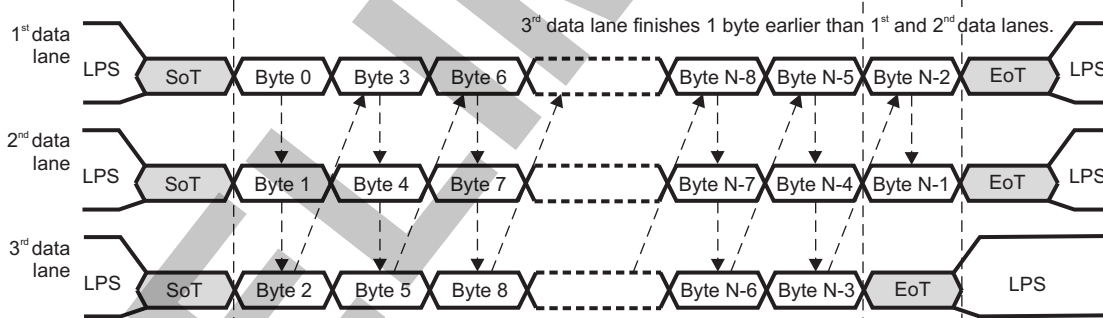 3rd data lane finishes 1 byte earlier than 1st and 2nd data lanes.
1st data
lane
LPS SoT Byte 0 Byte 3 Byte 6 Byte N-8 Byte N-5 Byte N-2 EoT LPS
2nd data
lane
LPS SoT Byte 1 Byte 4 Byte 7 Byte N-7 Byte N-4 Byte N-1 EoT LPS
3rd data
lane
LPS SoT Byte 2 Byte 5 Byte 8 Byte N-6 Byte N-3 EoT LPS